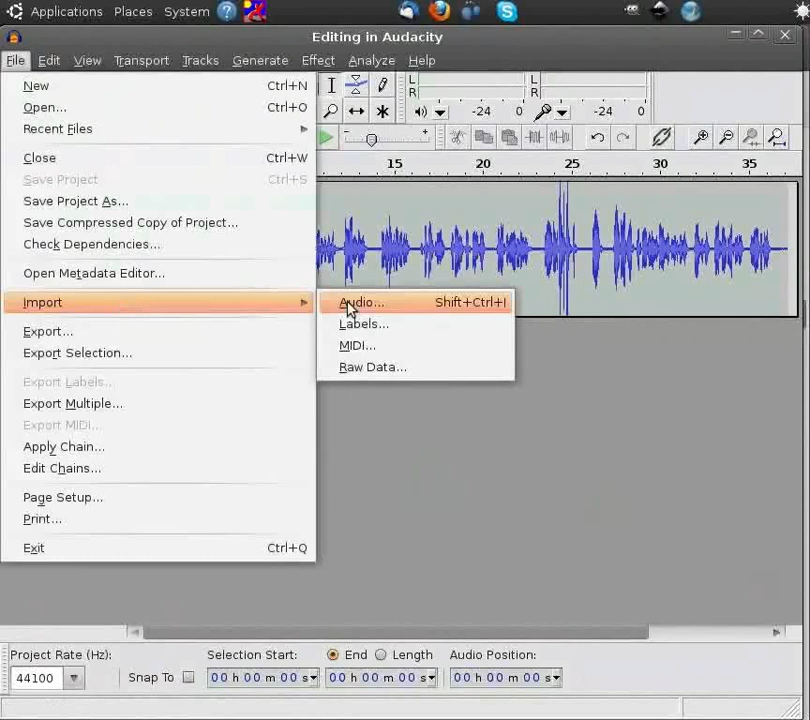 Applications Places System
Editing in Audacity
File Edit View Transport Tracks Generate Effect Analyze Help
New Ctrl+N
Open... Ctrl+O
Recent Files
Close Ctrl+W
Save Project Ctrl+S
Save Project As...
Save Compressed Copy of Project...
Check Dependencies...
Open Metadata Editor...
Import
Export...
Export Selection...
Export Labels...
Export Multiple...
Export MIDI...
Apply Chain...
Edit Chains...
Page Setup...
Print...
Exit Ctrl+Q
Audio... Shift+Ctrl+I
Labels...
MIDI...
Raw Data...
L L
R R
-24 0 -24 0
15 20 25 30 35
Project Rate (Hz): Selection Start: End Length Audio Position:
44100 Snap To 00 h 00 m 00 s 00 h 00 m 00 s 00 h 00 m 00 s